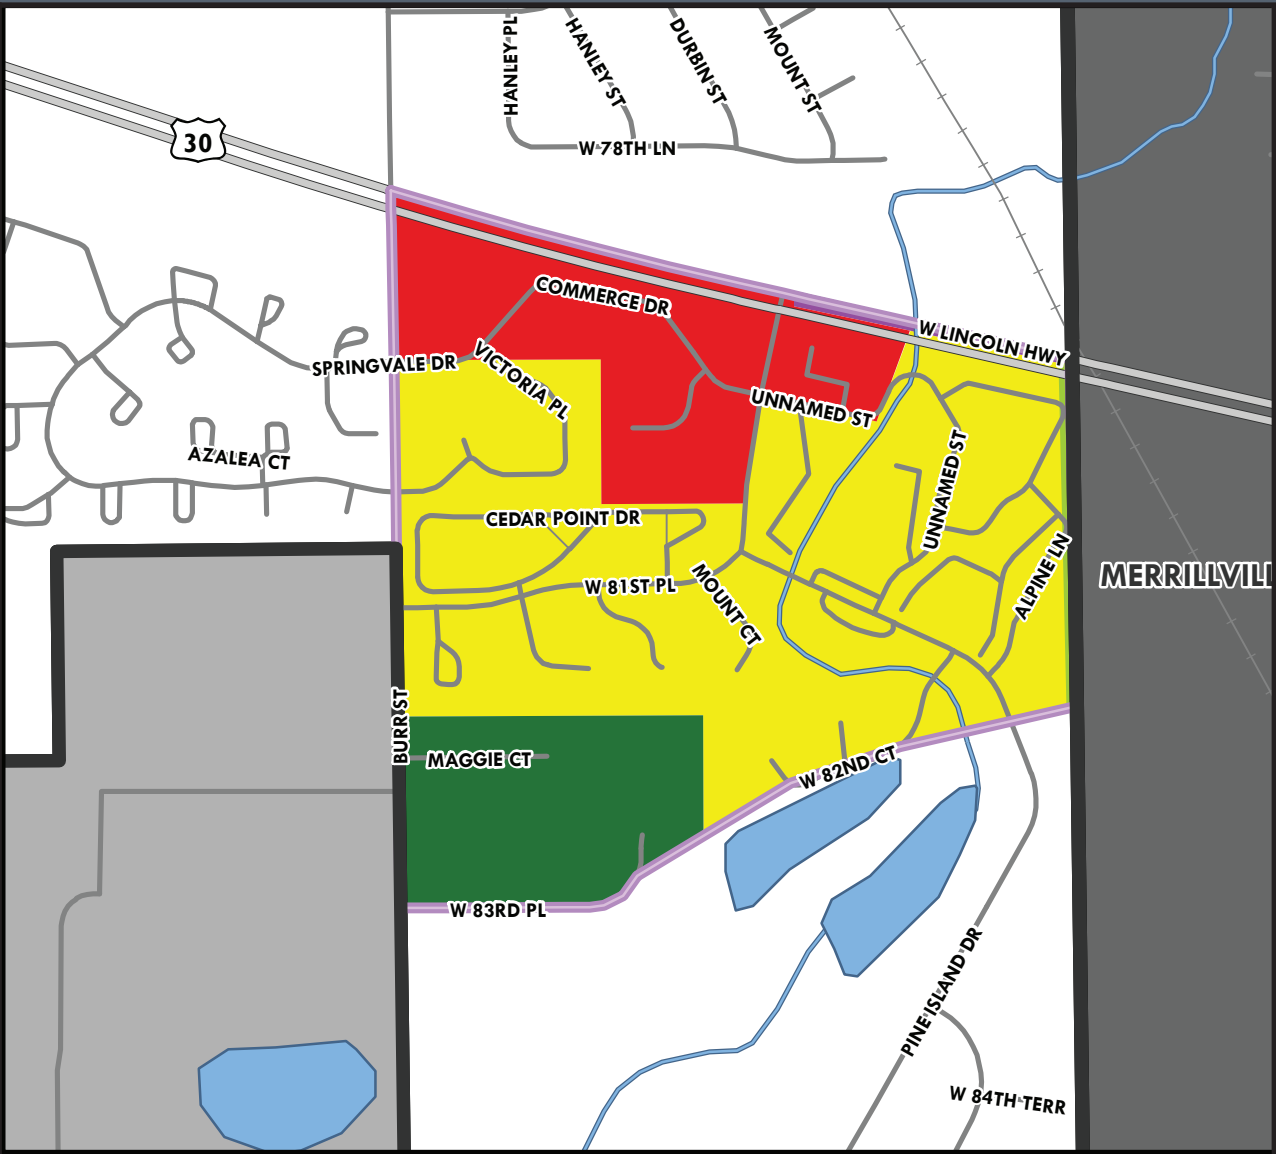 HANLEY PL
HANLEY ST
DURBIN ST
MOUNT ST
30
W 78TH LN
COMMERCE DR
W LINCOLN HWY
SPRINGVALE DR
VICTORIA PL
UNNAMED ST
AZALEA CT
UNNAMED ST
CEDAR POINT DR
W 81ST PL
MOUNT CT
ALPINE LN
MERRILLVILL
BURR ST
MAGGIE CT
W 82ND CT
W 83RD PL
PINE ISLAND DR
W 84TH TERR